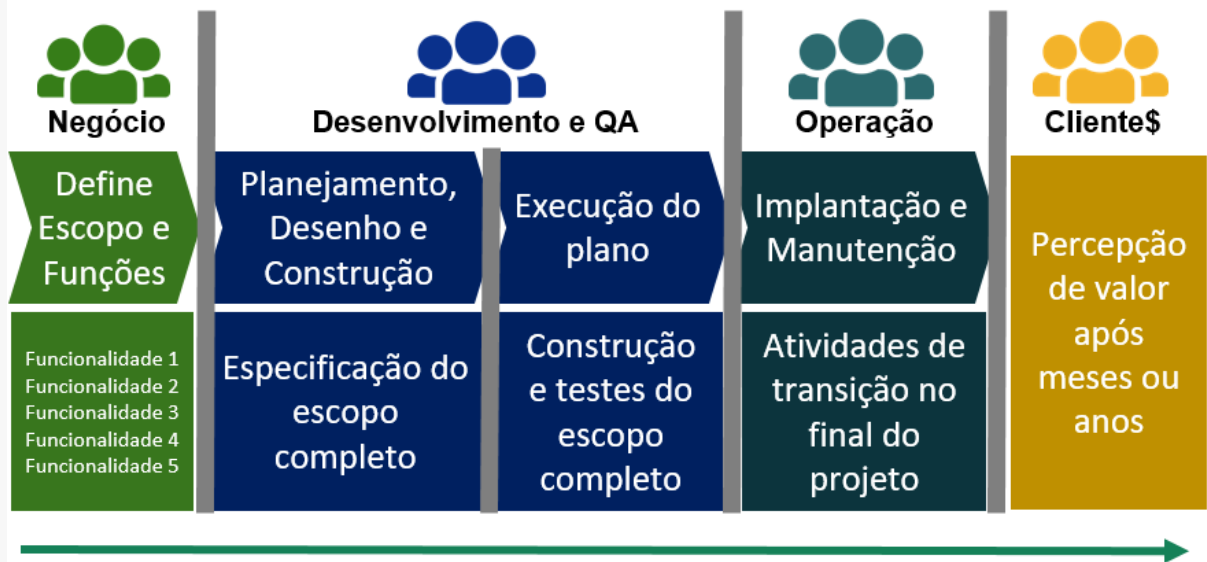 Negócio
Desenvolvimento e QA
Operação
Cliente$
Define
Escopo e
Funções
Planejamento,
Desenho e
Construção
Execução do
plano
Implantação e
Manutenção
Percepção
de valor
após
meses ou
anos
Funcionalidade 1
Funcionalidade 2
Funcionalidade 3
Funcionalidade 4
Funcionalidade 5
Especificação do
escopo
completo
Construção
e testes do
escopo
completo
Atividades de
transição no
final do
projeto